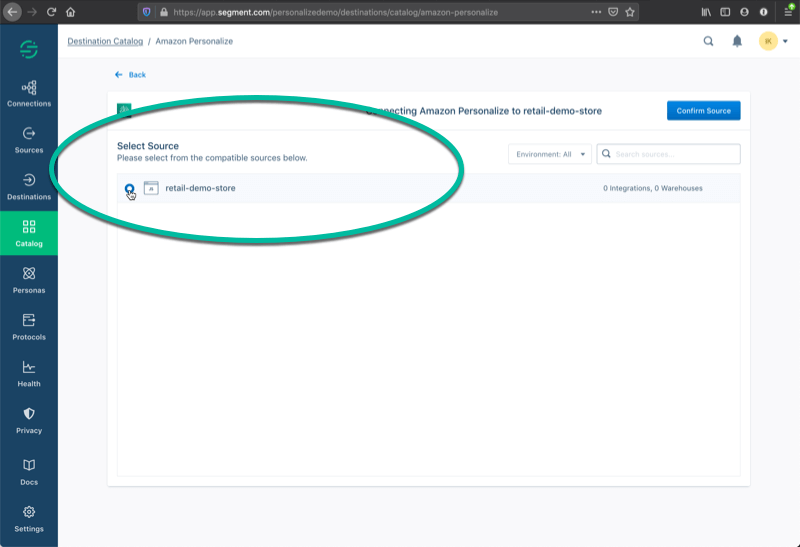 https://app.segment.com/personalizedemo/destinations/catalog/amazon-personalize
Destination Catalog / Amazon Personalize
IK
Back
Connecting Amazon Personalize to retail-demo-store
Confirm Source
Select Source
Please select from the compatible sources below.
Environment: All
Search sources...
retail-demo-store
0 Integrations, 0 Warehouses
Connections
Sources
Destinations
Catalog
Personas
Protocols
Health
Privacy
Docs
Settings